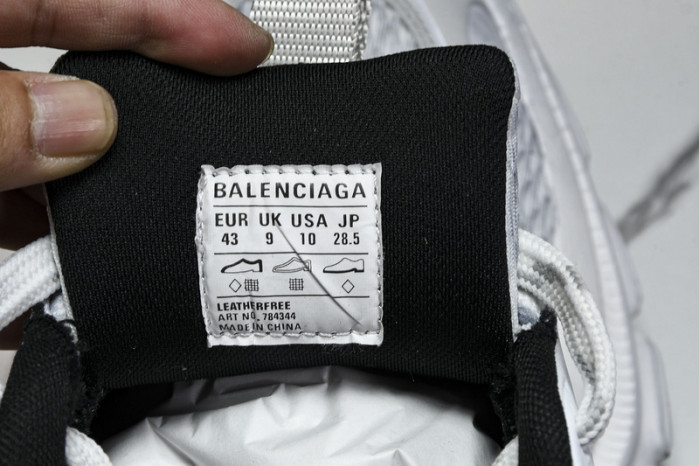 BALENCIAGA
EUR UK USA JP
43 9 10 28.5
LEATHERFREE
ART NO. 784344
MADE IN CHINA